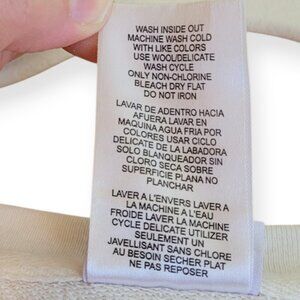 WASH INSIDE OUT
MACHINE WASH COLD
WITH LIKE COLORS
USE WOOL/DELICATE
WASH CYCLE
ONLY NON-CHLORINE
BLEACH DRY FLAT
DO NOT IRON
LAVAR DE ADENTRO HACIA
AFUERA LAVAR EN
MAQUINA AGUA FRIA POR
COLORES USAR CICLO
DELICATE DE LA LABADORA
SOLO BLANQUEADOR SIN
CLORO SECA SOBRE
SUPERFICIE PLANA NO
PLANCHAR
LAVER A L'ENVERS LAVER A
LA MACHINE A L'EAU
FROIDE LAVER LA MACHINE
CYCLE DELICATE UTILIZER
SEULEMENT UN
JAVELLISANT SANS CHLORE
AU BESOIN SECHER PLAT
NE PAS REPOSER